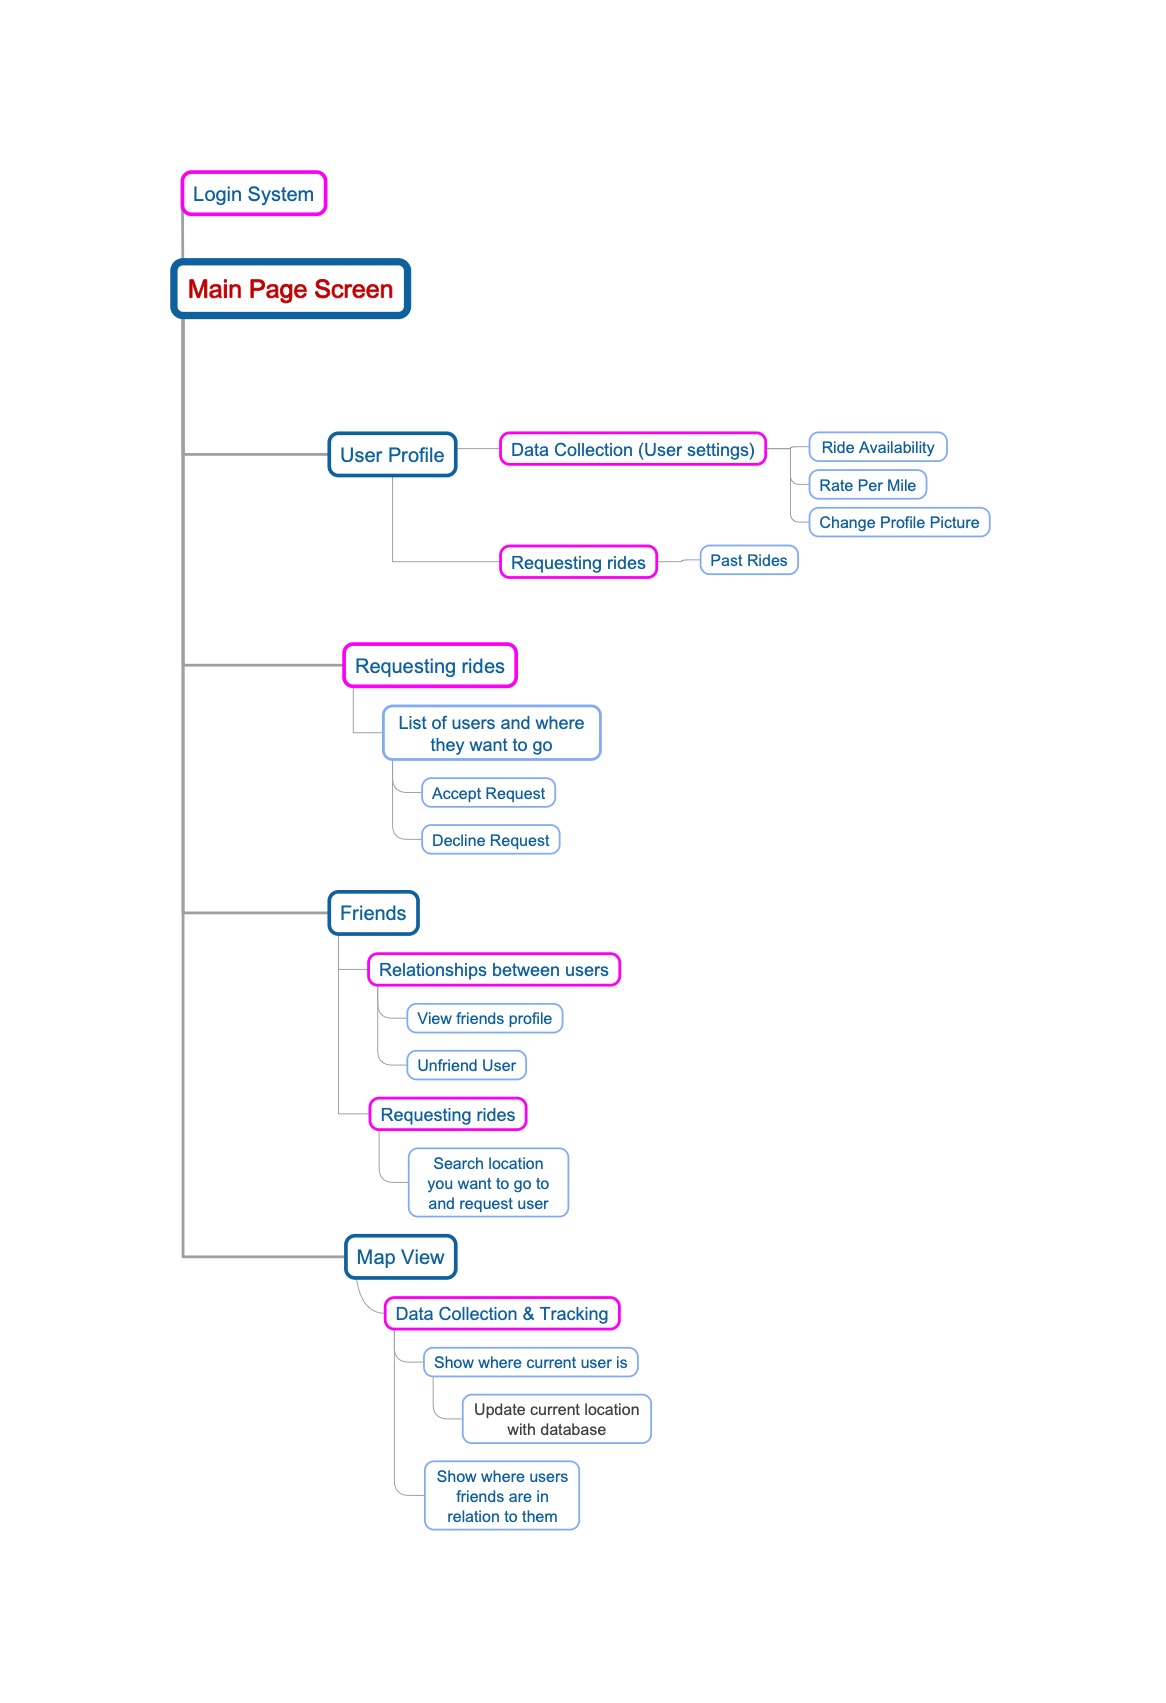 Login System
Main Page Screen
User Profile
Data Collection (User settings)
Ride Availability
Rate Per Mile
Change Profile Picture
Requesting rides
Past Rides
Requesting rides
List of users and where
they want to go
Accept Request
Decline Request
Friends
Relationships between users
View friends profile
Unfriend User
Requesting rides
Search location
you want to go to
and request user
Map View
Data Collection & Tracking
Show where current user is
Update current location
with database
Show where users
friends are in
relation to them